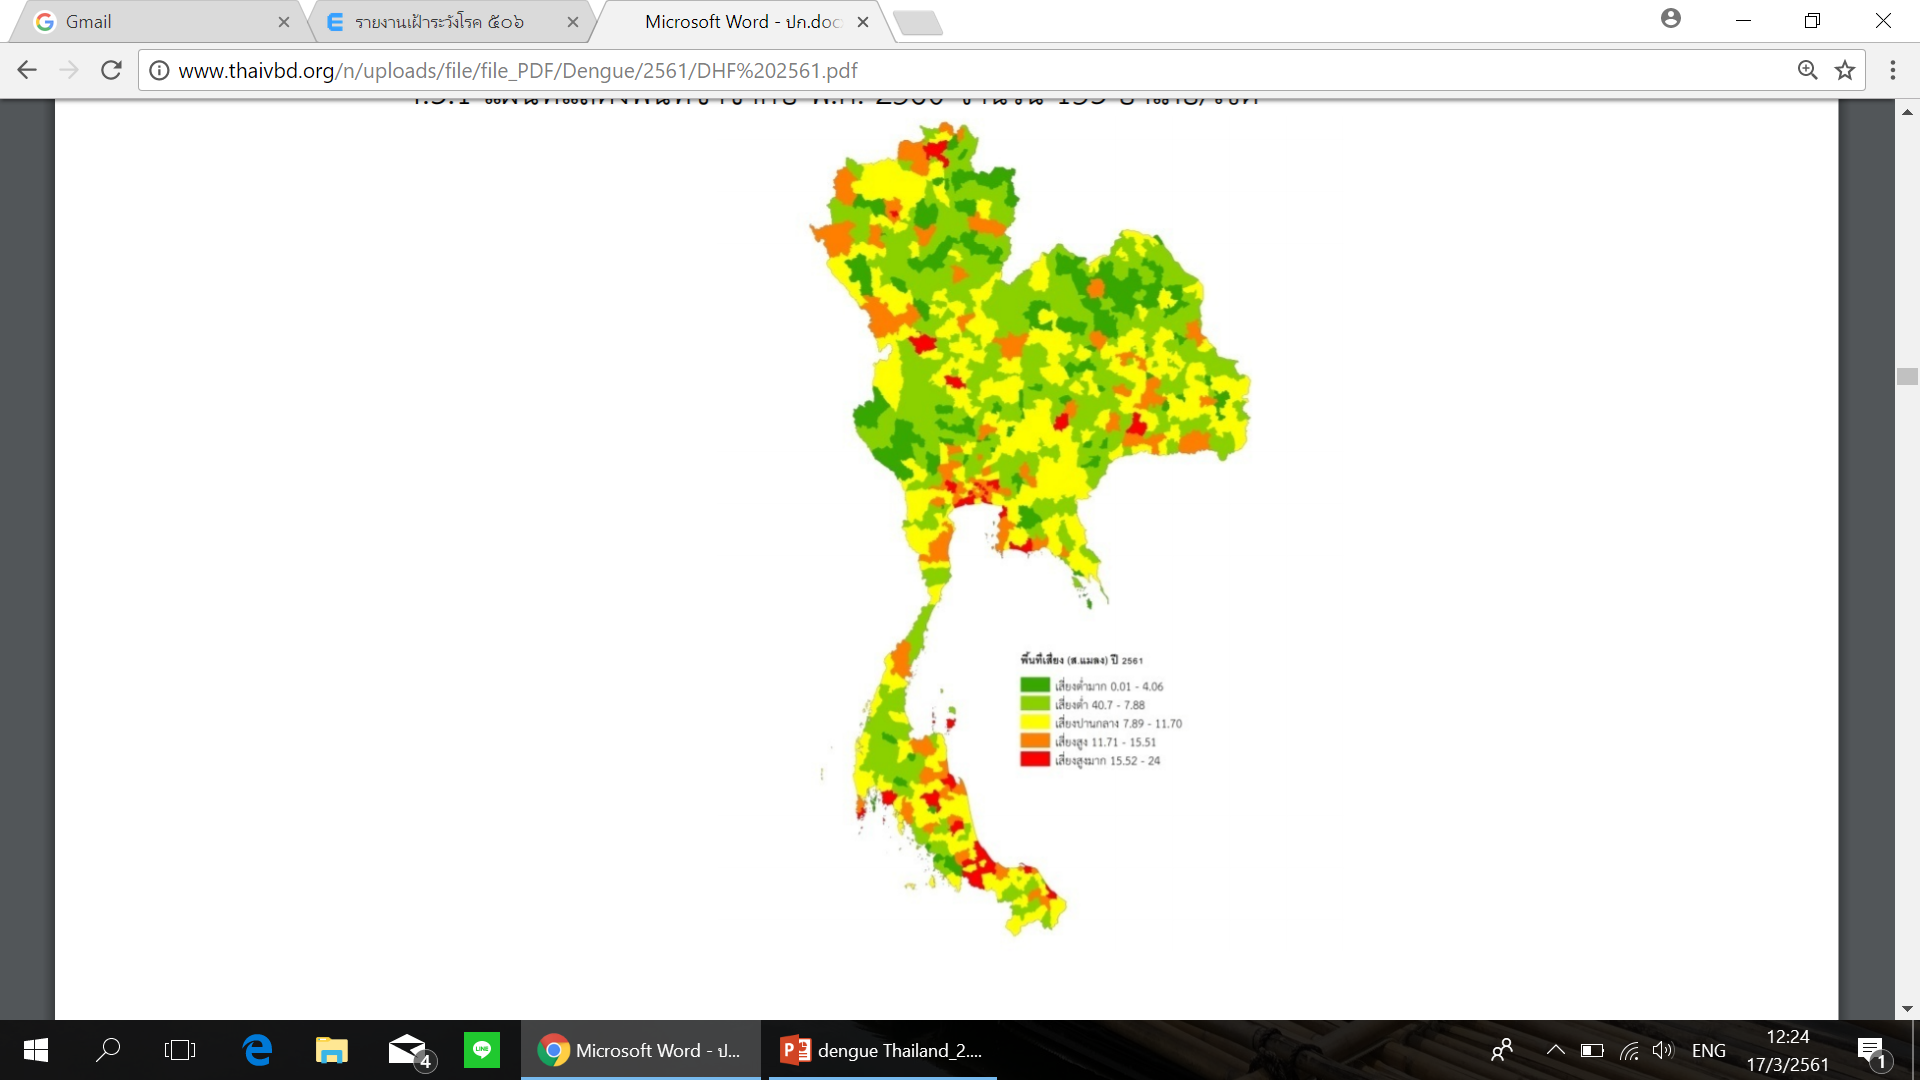 Gmail
รายงานเฝ้าระวังโรค ๕๐๖
Microsoft Word - ปก.doc
www.thaivbd.org/n/uploads/file/file_PDF/Dengue/2561/DHF%202561.pdf
พื้นที่เสี่ยง (ส.แมลง) ปี 2561
เสี่ยงต่ำมาก 0.01 - 4.06
เสี่ยงต่ำ 40.7 - 7.88
เสี่ยงปานกลาง 7.89 - 11.70
เสี่ยงสูง 11.71 - 15.51
เสี่ยงสูงมาก 15.52 - 24
4
LINE
Microsoft Word - ป...
dengue Thailand_2....
ENG
12:24
17/3/2561
1